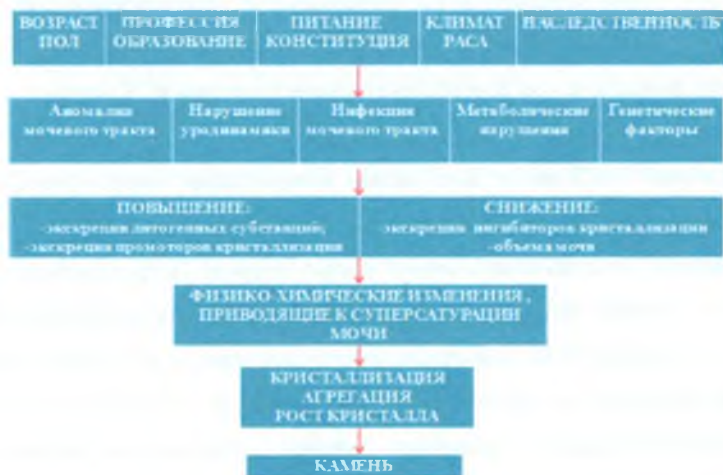 ВОЗРАСТ ПОЛ
ПРОФЕССИЯ ОБРАЗОВАНИЕ
ПИТАНИЕ КОНСТИТУЦИЯ
КЛИМАТ РАСА
НАСЛЕДСТВЕННОСТЬ
Аномалии мочевого тракта
Нарушение уродинамики
Инфекция мочевого тракта
Метаболические нарушения
Генетические факторы
ПОВЫШЕНИЕ:
-экскреции литогенных субстанций;
-экскреция промоторов кристаллизации
СНИЖЕНИЕ:
-экскреции ингибиторов кристаллизации
-объема мочи
ФИЗИКО-ХИМИЧЕСКИЕ ИЗМЕНЕНИЯ,
ПРИВОДЯЩИЕ К СУПЕРСАТУРАЦИИ
МОЧИ
КРИСТАЛЛИЗАЦИЯ
АГРЕГАЦИЯ
РОСТ КРИСТАЛЛА
КАМЕНЬ